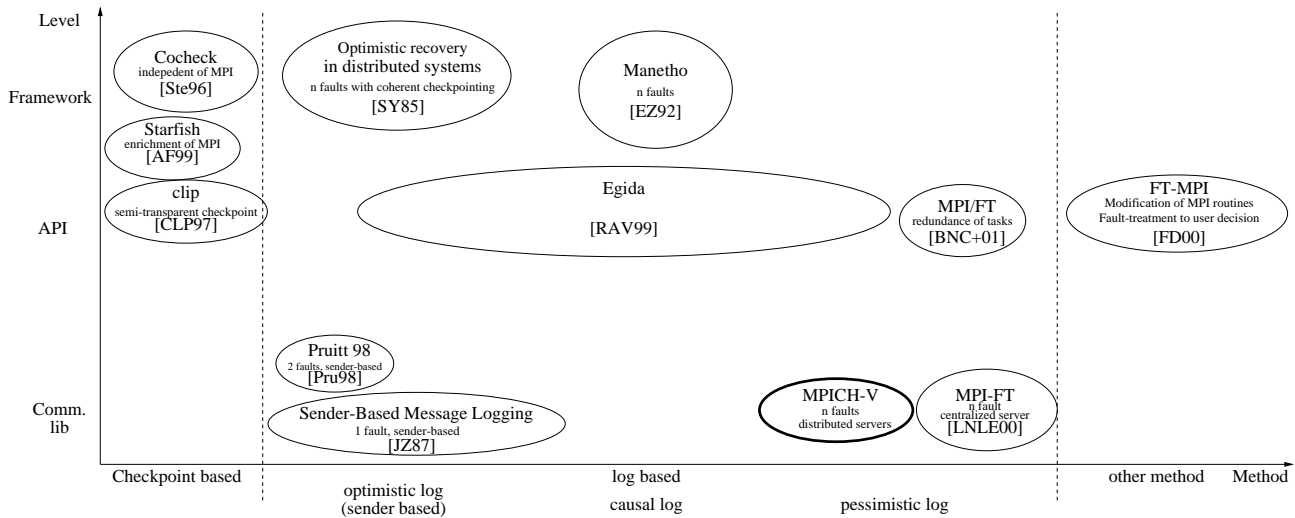 Level
Cocheck
indepedent of MPI
[Ste96]
Optimistic recovery
in distributed systems
n faults with coherent checkpointing
[SY85]
Manetho
n faults
[EZ92]
Framework
Starfish
enrichment of MPI
[AF99]
clip
semi-transparent checkpoint
[CLP97]
Egida
[RAV99]
MPI/FT
redundance of tasks
[BNC+01]
FT-MPI
Modification of MPI routines
Fault-treatment to user decision
[FD00]
API
Pruitt 98
2 faults, sender-based
[Pru98]
Sender-Based Message Logging
1 fault, sender-based
[JZ87]
MPICH-V
n faults
distributed servers
MPI-FT
n fault
centralized server
[LNLE00]
Comm.
lib
Checkpoint based
log based
other method
Method
optimistic log
(sender based)
causal log
pessimistic log